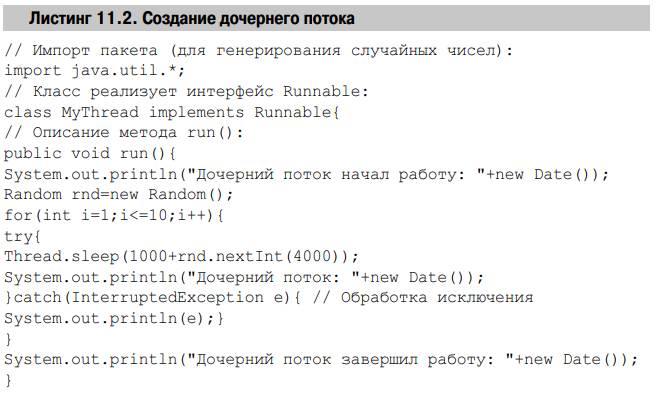 Листинг 11.2. Создание дочернего потока
// Импорт пакета (для генерирования случайных чисел):
import java.util.*;
// Класс реализует интерфейс Runnable:
class MyThread implements Runnable{
// Описание метода run():
public void run(){
System.out.println("Дочерний поток начал работу: "+new Date());
Random rnd=new Random();
for(int i=1;i<=10;i++){
try{
Thread.sleep(1000+rnd.nextInt(4000));
System.out.println("Дочерний поток: "+new Date());
}catch(InterruptedException e){ // Обработка исключения
System.out.println(e);}
}
System.out.println("Дочерний поток завершил работу: "+new Date());
}